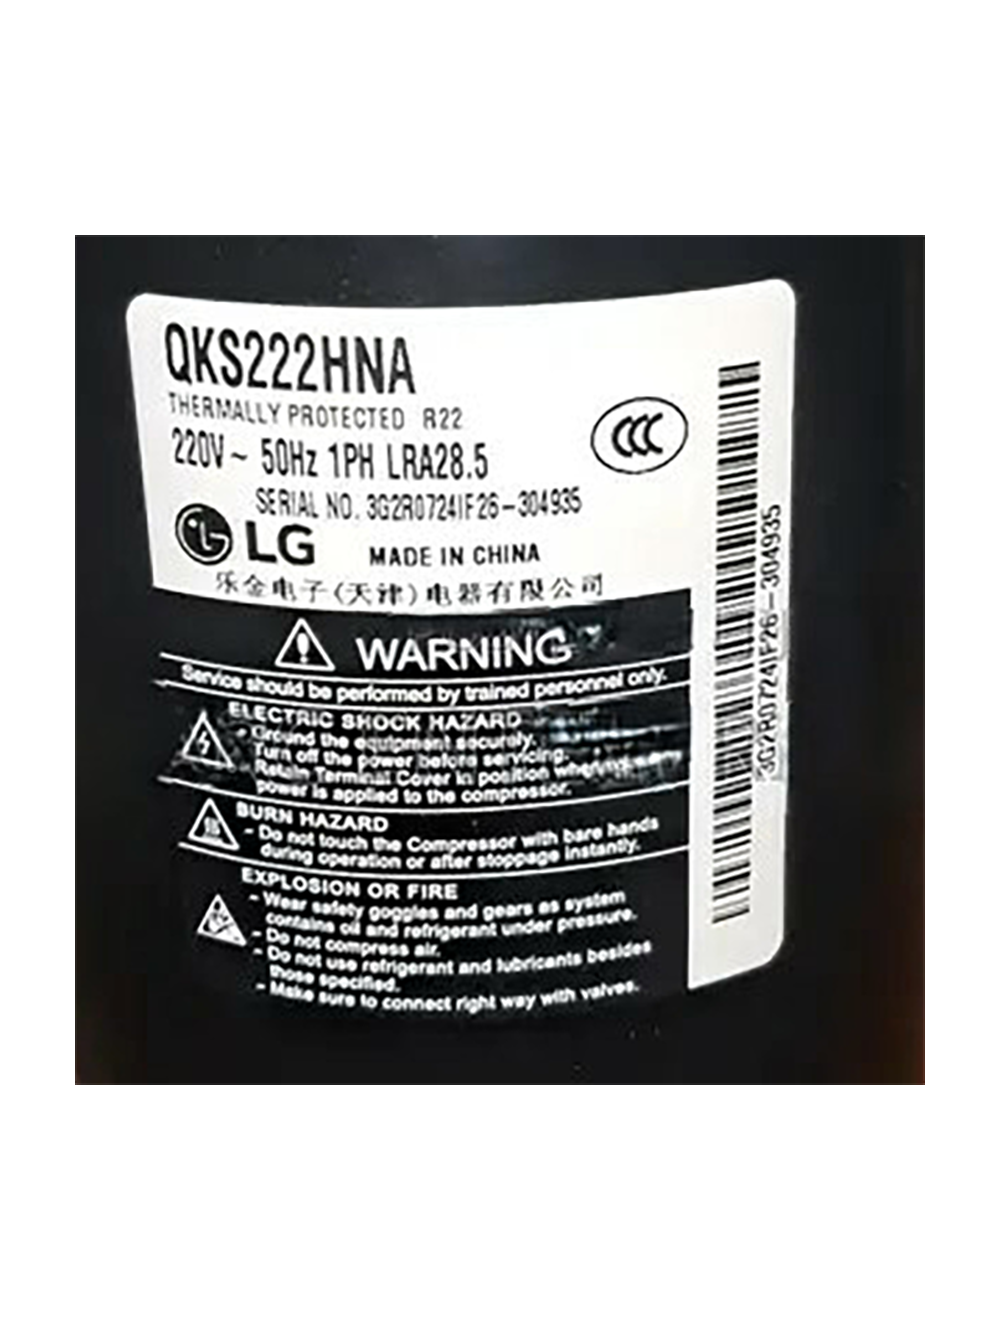 QKS222HNA
THERMALLY PROTECTED R22
220V~ 50Hz 1PH LRA28.5
SERIAL NO. 3G2R0724IF26-304935
LG MADE IN CHINA
乐金电子(天津)电器有限公司
CCC
3G2R0724IF26-304935
WARNING
Service should be performed by trained personnel only.
ELECTRIC SHOCK HAZARD
- Ground the equipment securely.
Turn off the power before servicing.
Retain Terminal Cover in position
power is applied to the compressor.
BURN HAZARD
- Do not touch the Compressor with bare hands
during operation or after stoppage instantly.
EXPLOSION OR FIRE
- Wear safety goggles and gears as system
contains oil and refrigerant under pressure.
- Do not compress air.
- Do not use refrigerant and lubricants besides
those specified.
- Make sure to connect right way with valves.